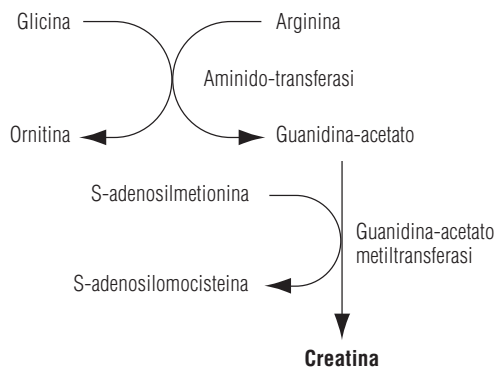 Glicina
Arginina
Aminido-transferasi
Ornitina
Guanidina-acetato
S-adenosilmetionina
Guanidina-acetato
metiltransferasi
S-adenosilomocisteina
Creatina